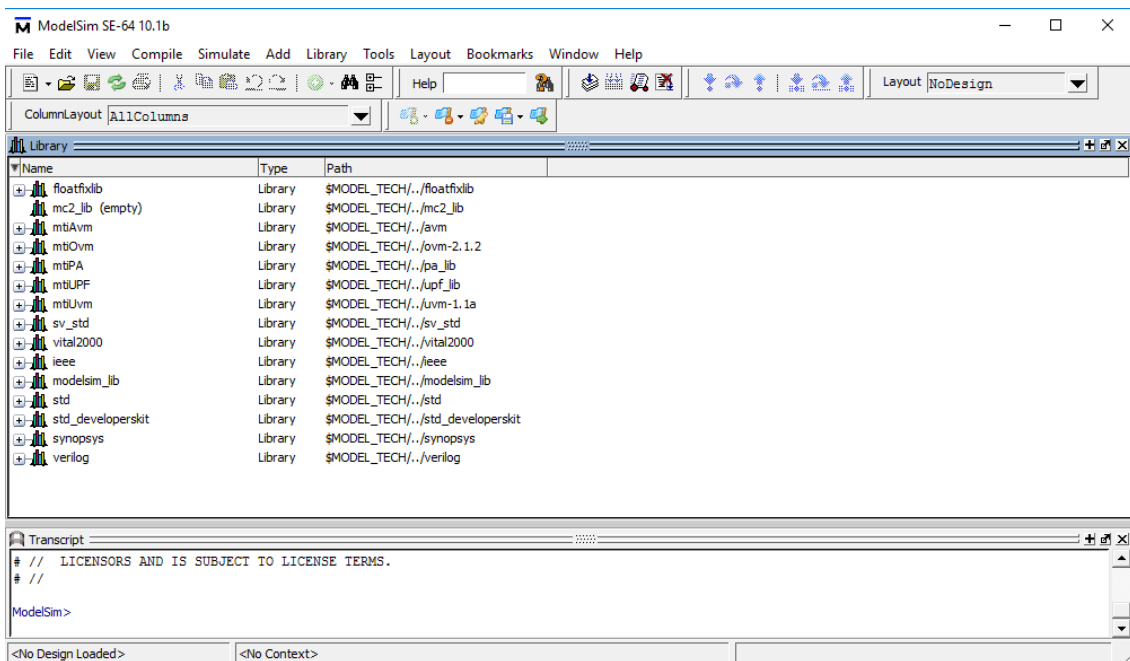 ModelSim SE-64 10.1b
File Edit View Compile Simulate Add Library Tools Layout Bookmarks Window Help
Help Layout NoDesign
ColumnLayout AllColumns
Library
Name Type Path
floatfixlib Library $MODEL_TECH/../floatfixlib
mc2_lib (empty) Library $MODEL_TECH/../mc2_lib
mtiAvm Library $MODEL_TECH/../avm
mtiOvm Library $MODEL_TECH/../ovm-2.1.2
mtiPA Library $MODEL_TECH/../pa_lib
mtiUPF Library $MODEL_TECH/../upf_lib
mtiUvm Library $MODEL_TECH/../uvm-1.1a
sv_std Library $MODEL_TECH/../sv_std
vital2000 Library $MODEL_TECH/../vital2000
ieee Library $MODEL_TECH/../ieee
modelsim_lib Library $MODEL_TECH/../modelsim_lib
std Library $MODEL_TECH/../std
std_developerskit Library $MODEL_TECH/../std_developerskit
synopsys Library $MODEL_TECH/../synopsys
verilog Library $MODEL_TECH/../verilog
Transcript
# // LICENSORS AND IS SUBJECT TO LICENSE TERMS.
# //
ModelSim>
<No Design Loaded> <No Context>